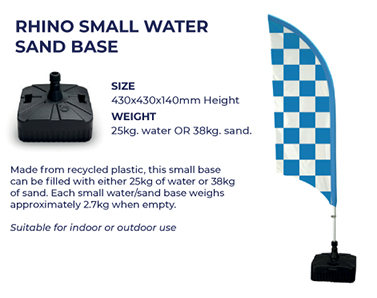 RHINO SMALL WATER
SAND BASE
SIZE
430x430x140mm Height
WEIGHT
25kg. water OR 38kg. sand.
Made from recycled plastic, this small base
can be filled with either 25kg of water or 38kg
of sand. Each small water/sand base weighs
approximately 2.7kg when empty.
Suitable for indoor or outdoor use